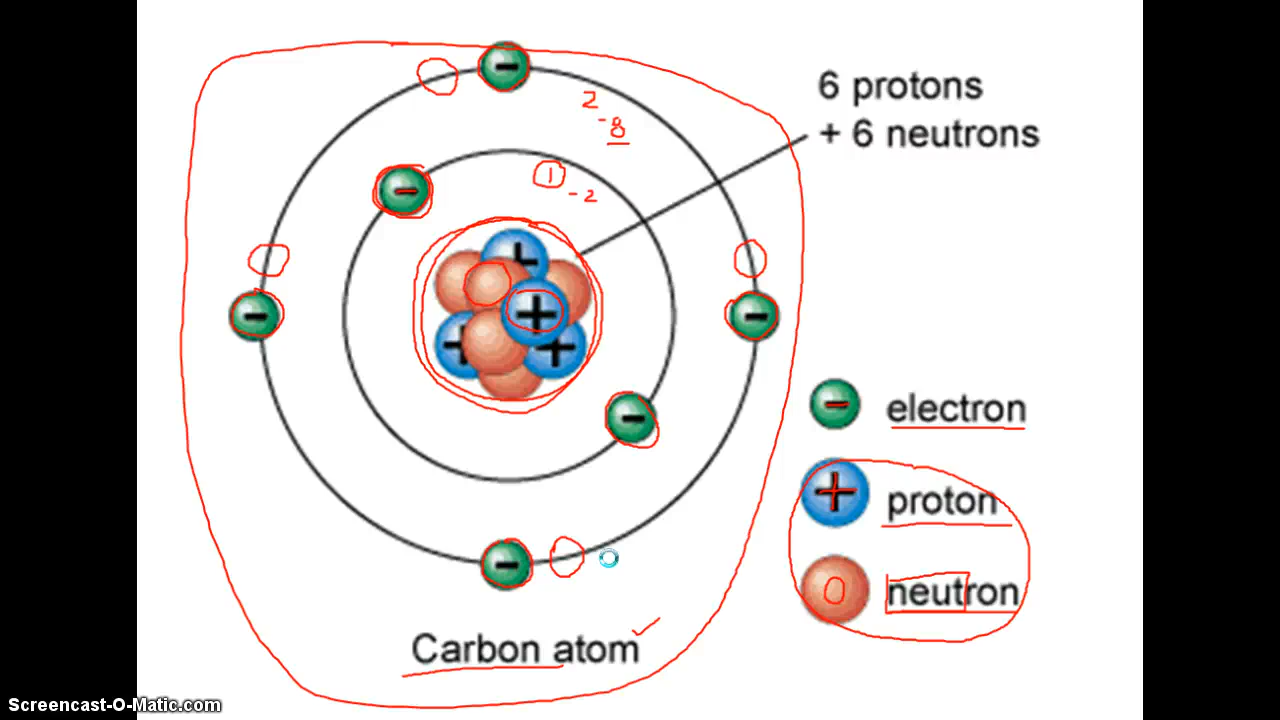 6 protons
+ 6 neutrons
2
- 8
1
- 2
electron
proton
neutron
Carbon atom
Screencast-O-Matic.com